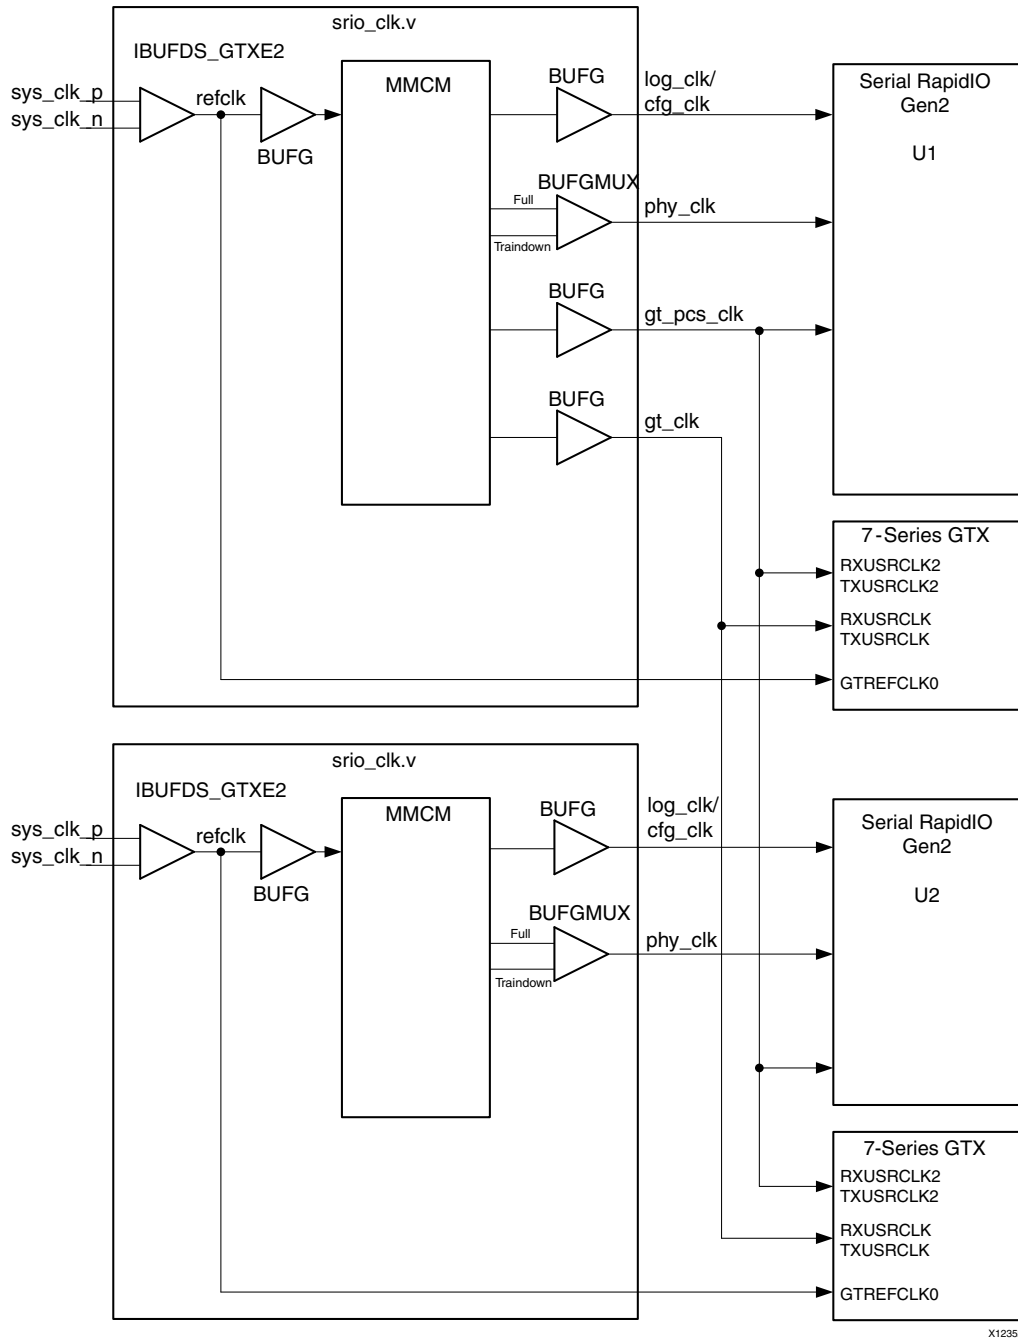 srio_clk.v
IBUFDS_GTXE2
sys_clk_p
sys_clk_n
refclk
BUFG
MMCM
BUFG
log_clk/
cfg_clk
BUFGMUX
Full
Traindown
phy_clk
BUFG
gt_pcs_clk
BUFG
gt_clk
Serial RapidIO
Gen2
U1
7-Series GTX
RXUSRCLK2
TXUSRCLK2
RXUSRCLK
TXUSRCLK
GTREFCLK0
srio_clk.v
IBUFDS_GTXE2
sys_clk_p
sys_clk_n
refclk
BUFG
MMCM
BUFG
log_clk/
cfg_clk
BUFGMUX
Full
Traindown
phy_clk
Serial RapidIO
Gen2
U2
7-Series GTX
RXUSRCLK2
TXUSRCLK2
RXUSRCLK
TXUSRCLK
GTREFCLK0
X1235